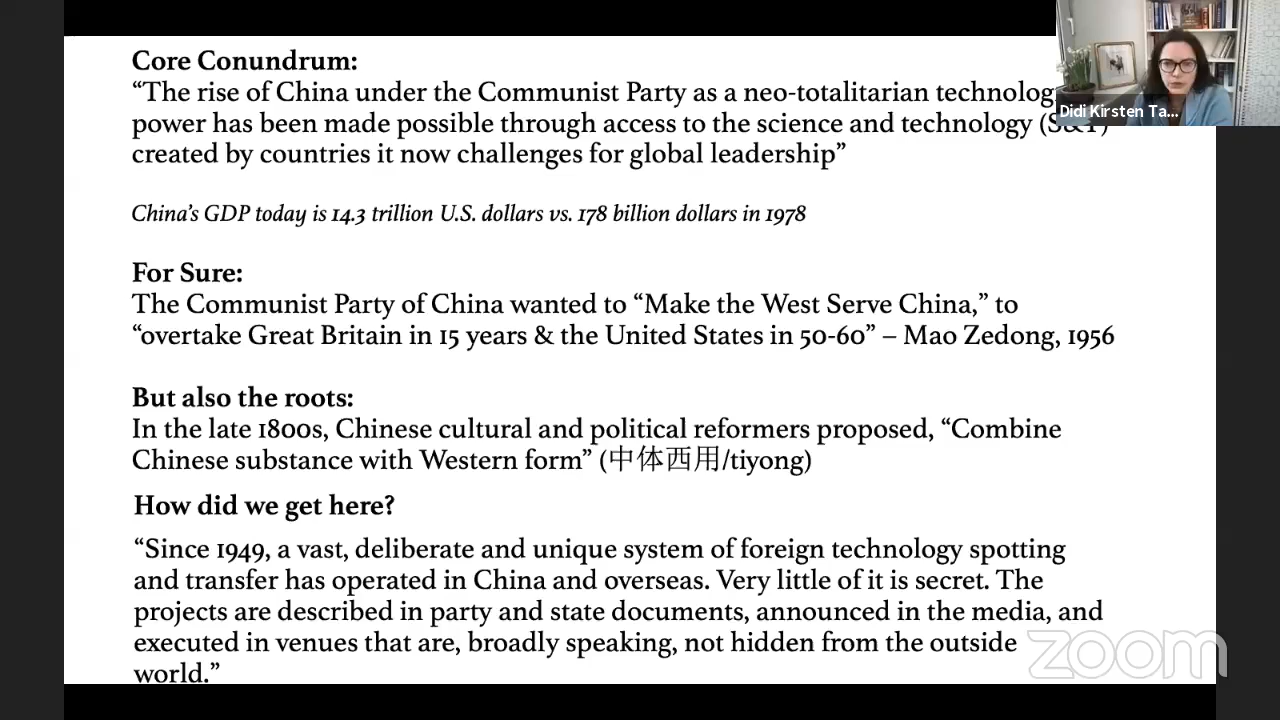 Core Conundrum:
“The rise of China under the Communist Party as a neo-totalitarian technolog
power has been made possible through access to the science and technology (S&T)
created by countries it now challenges for global leadership”
China’s GDP today is 14.3 trillion U.S. dollars vs. 178 billion dollars in 1978
For Sure:
The Communist Party of China wanted to “Make the West Serve China,” to
“overtake Great Britain in 15 years & the United States in 50-60” – Mao Zedong, 1956
But also the roots:
In the late 1800s, Chinese cultural and political reformers proposed, “Combine
Chinese substance with Western form” (中体西用/tiyong)
How did we get here?
“Since 1949, a vast, deliberate and unique system of foreign technology spotting
and transfer has operated in China and overseas. Very little of it is secret. The
projects are described in party and state documents, announced in the media, and
executed in venues that are, broadly speaking, not hidden from the outside
world.”
Didi Kirsten Ta...
zoom